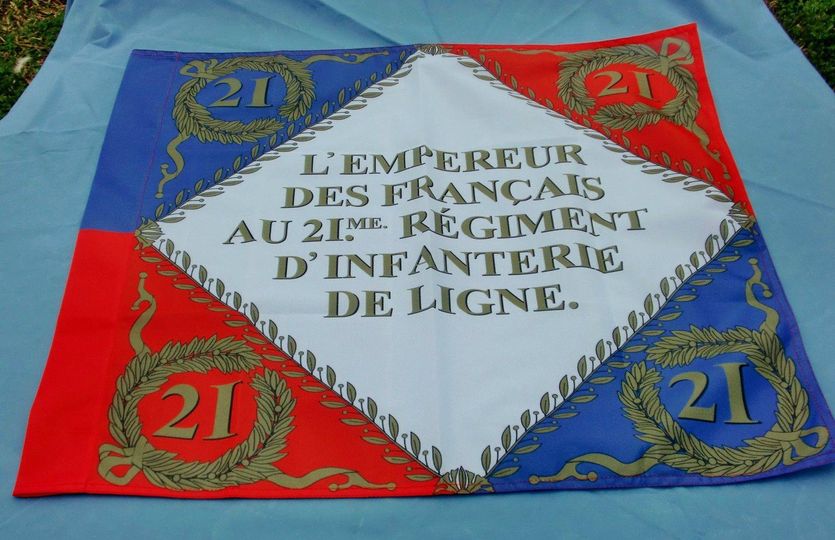 21 21
L'EMPEREUR
DES FRANÇAIS
AU 21.ME. RÉGIMENT
D'INFANTERIE
DE LIGNE.
21 21